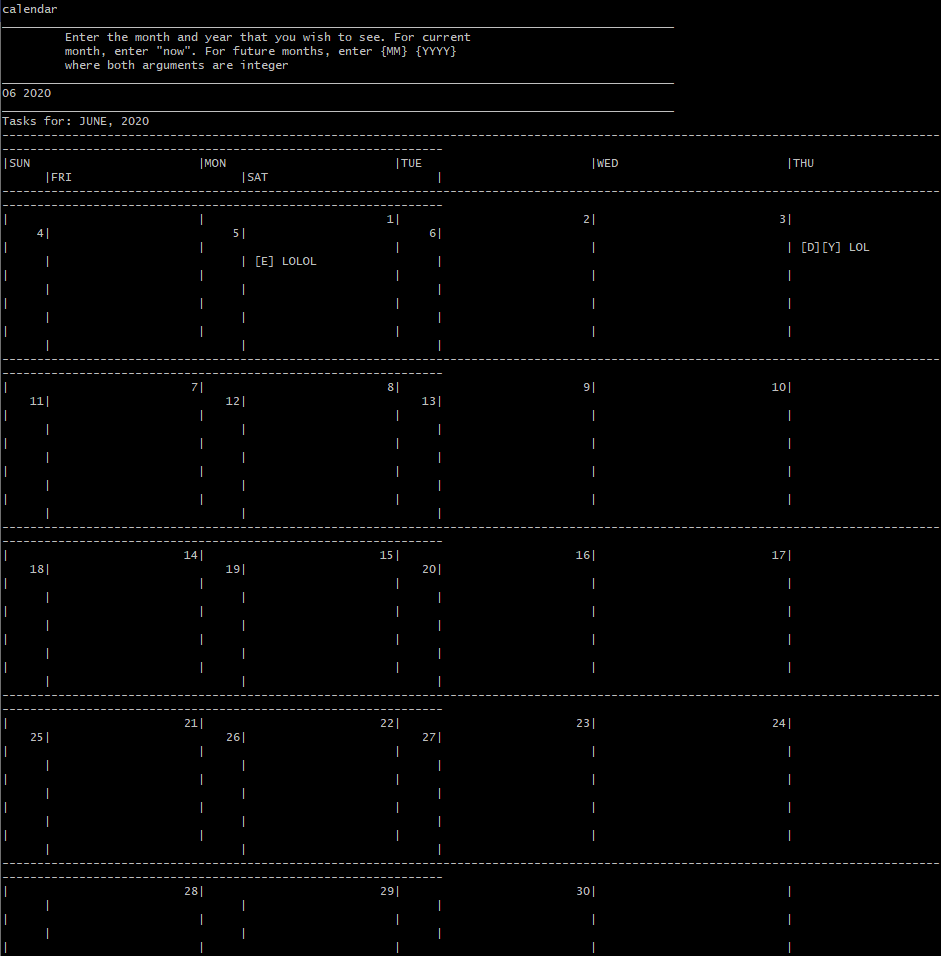 calendar
Enter the month and year that you wish to see. For current
month, enter "now". For future months, enter {MM} {YYYY}
where both arguments are integer
06 2020
Tasks for: JUNE, 2020
|SUN |MON |TUE |WED |THU
|FRI |SAT |
| | 1| 2| 3|
4| 5| 6|
| | | | | [D][Y] LOL
| | [E] LOLOL |
| | | | |
| | |
| | | | |
| | |
| | | | |
| | |
| 7| 8| 9| 10|
11| 12| 13|
| | | | |
| | |
| | | | |
| | |
| | | | |
| | |
| | | | |
| | |
| 14| 15| 16| 17|
18| 19| 20|
| | | | |
| | |
| | | | |
| | |
| | | | |
| | |
| | | | |
| | |
| 21| 22| 23| 24|
25| 26| 27|
| | | | |
| | |
| | | | |
| | |
| | | | |
| | |
| | | | |
| | |
| 28| 29| 30| |
| | |
| | | | |
| | |
| | | | |